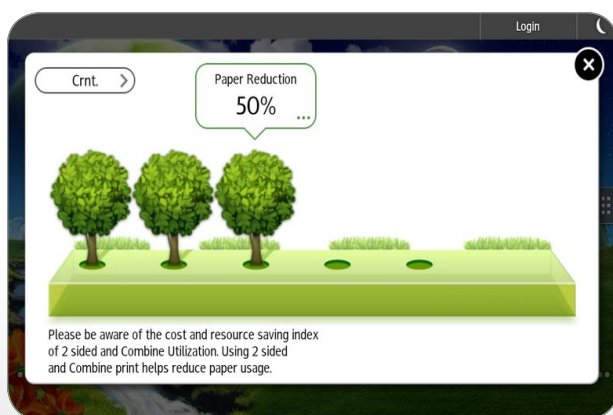 Login
Crnt.
Paper Reduction
50%
...
Please be aware of the cost and resource saving index
of 2 sided and Combine Utilization. Using 2 sided
and Combine print helps reduce paper usage.